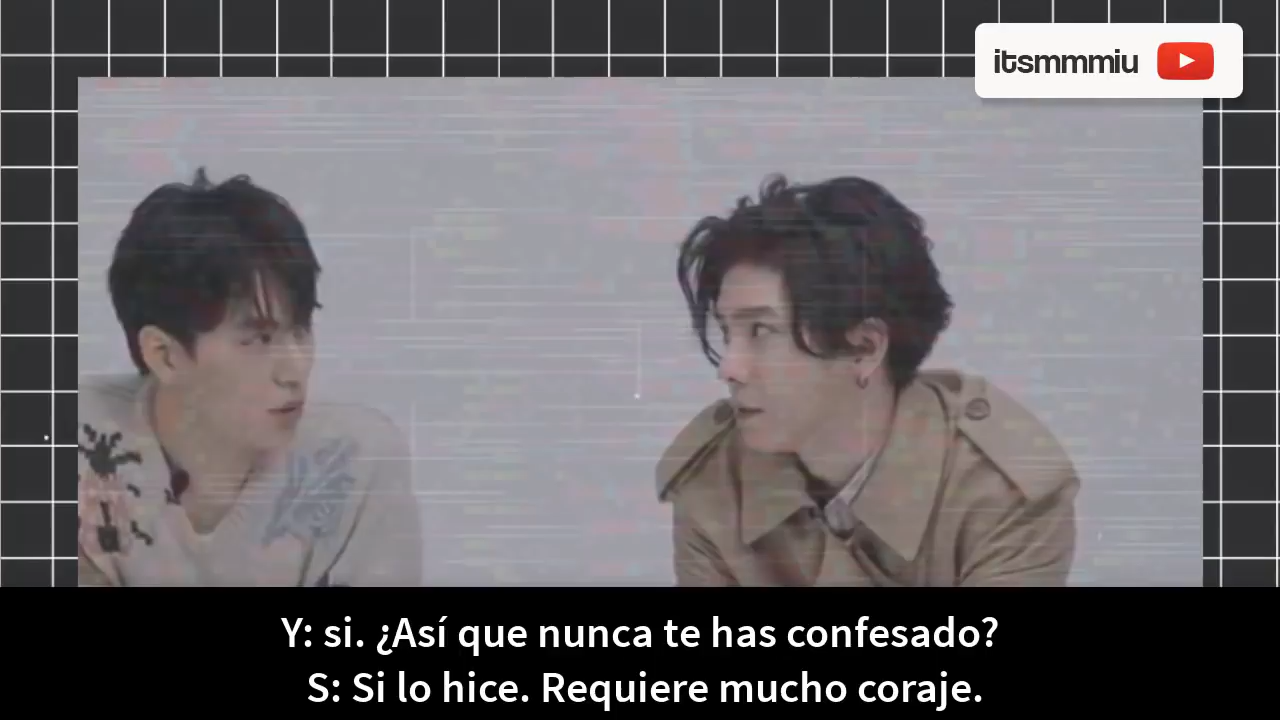 itsmmmiu
Y: si. ¿Así que nunca te has confesado?
S: Si lo hice. Requiere mucho coraje.